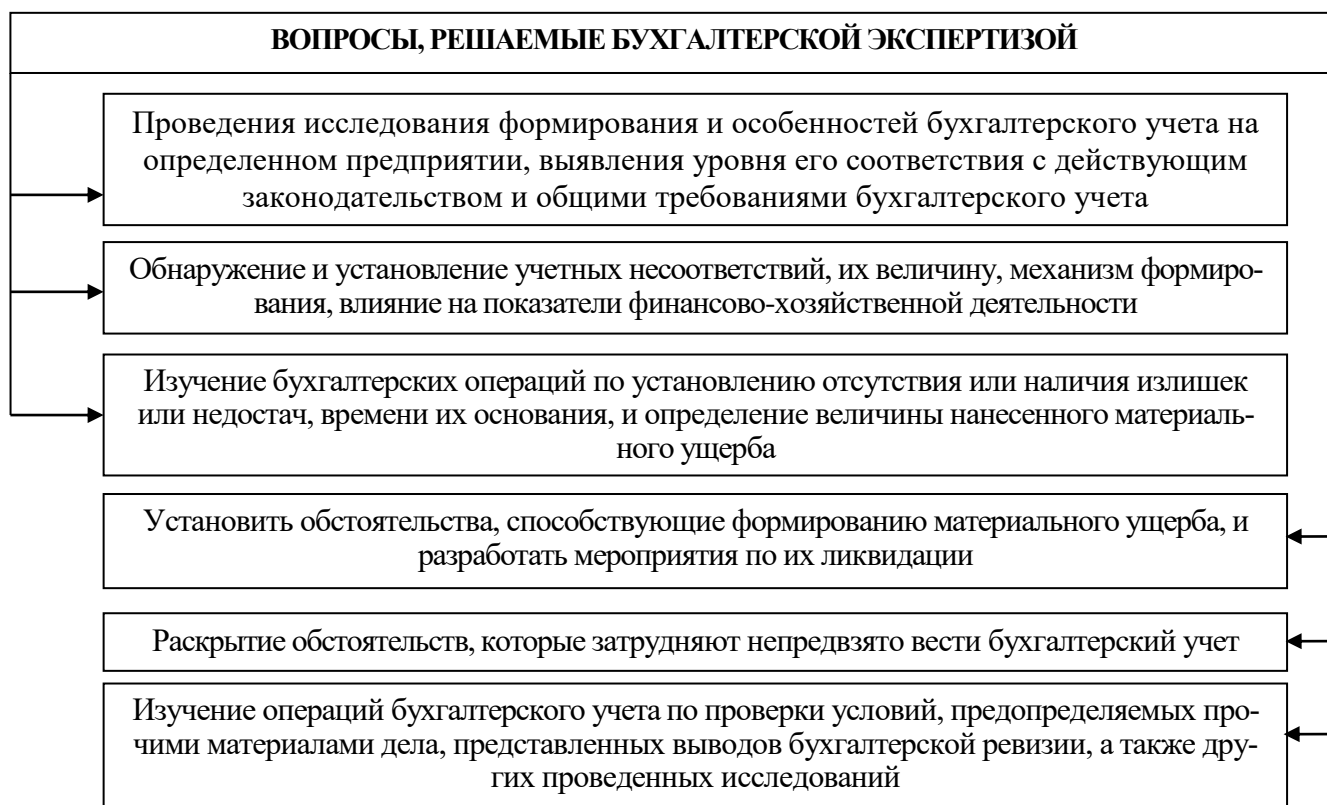 ВОПРОСЫ, РЕШАЕМЫЕ БУХГАЛТЕРСКОЙ ЭКСПЕРТИЗОЙ
Проведения исследования формирования и особенностей бухгалтерского учета на
определенном предприятии, выявления уровня его соответствия с действующим
законодательством и общими требованиями бухгалтерского учета
Обнаружение и установление учетных несоответствий, их величину, механизм формиро-
вания, влияние на показатели финансово-хозяйственной деятельности
Изучение бухгалтерских операций по установлению отсутствия или наличия излишек
или недостач, времени их основания, и определение величины нанесенного материаль-
ного ущерба
Установить обстоятельства, способствующие формированию материального ущерба, и
разработать мероприятия по их ликвидации
Раскрытие обстоятельств, которые затрудняют непредвзято вести бухгалтерский учет
Изучение операций бухгалтерского учета по проверки условий, предопределяемых про-
чими материалами дела, представленных выводов бухгалтерской ревизии, а также дру-
гих проведенных исследований